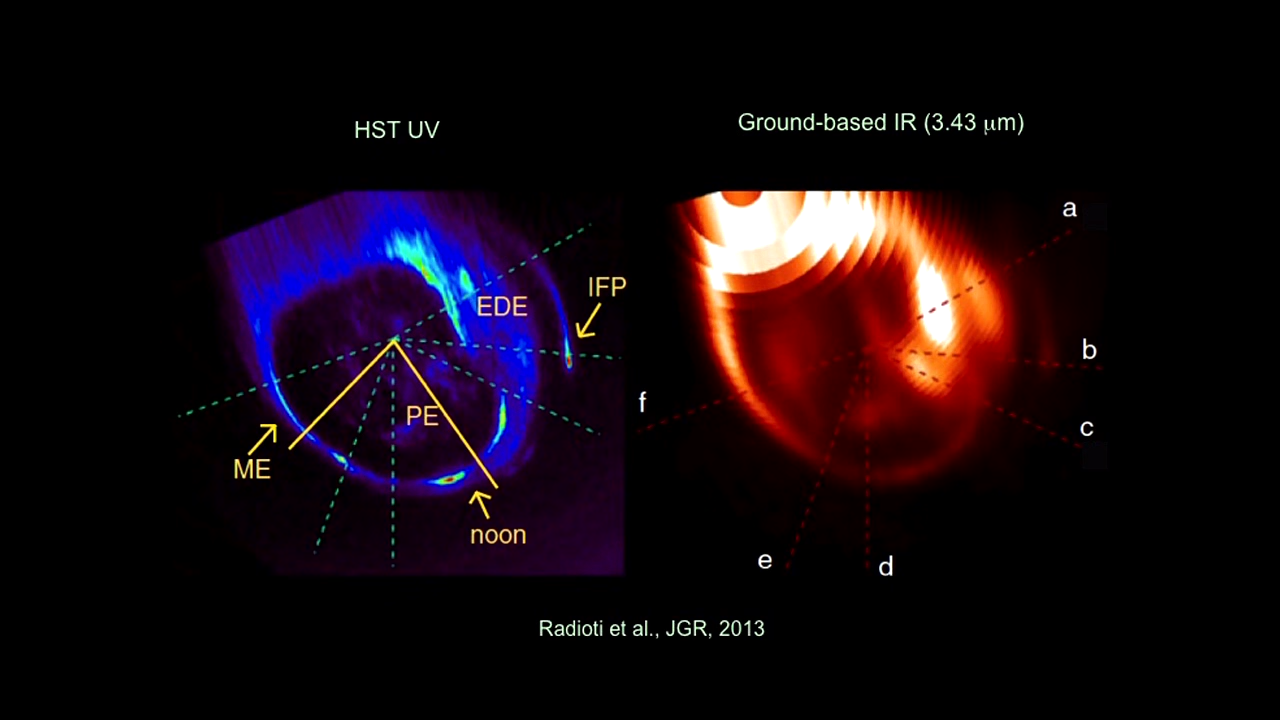 HST UV
Ground-based IR (3.43 μm)
IFP
EDE
PE
ME
noon
a
b
c
d
e
f
Radioti et al., JGR, 2013